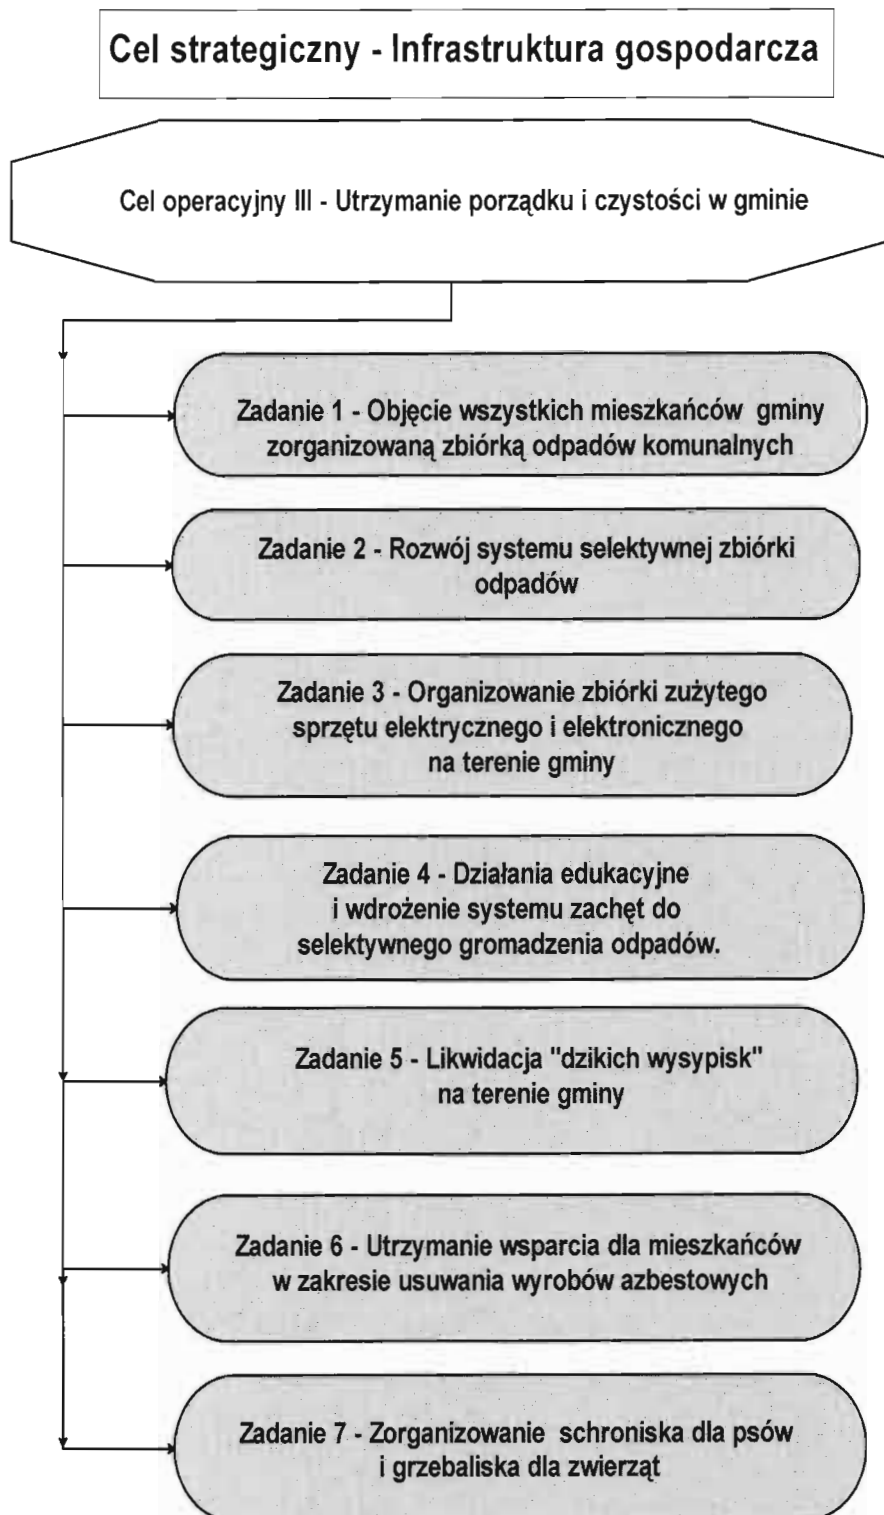 Cel strategiczny - Infrastruktura gospodarcza
Cel operacyjny III - Utrzymanie porządku i czystości w gminie
Zadanie 1 - Objęcie wszystkich mieszkańców gminy
zorganizowaną zbiórką odpadów komunalnych
Zadanie 2 - Rozwój systemu selektywnej zbiórki
odpadów
Zadanie 3 - Organizowanie zbiórki zużytego
sprzętu elektrycznego i elektronicznego
na terenie gminy
Zadanie 4 - Działania edukacyjne
i wdrożenie systemu zachęt do
selektywnego gromadzenia odpadów.
Zadanie 5 - Likwidacja "dzikich wysypisk"
na terenie gminy
Zadanie 6 - Utrzymanie wsparcia dla mieszkańców
w zakresie usuwania wyrobów azbestowych
Zadanie 7 - Zorganizowanie schroniska dla psów
i grzebaliska dla zwierząt